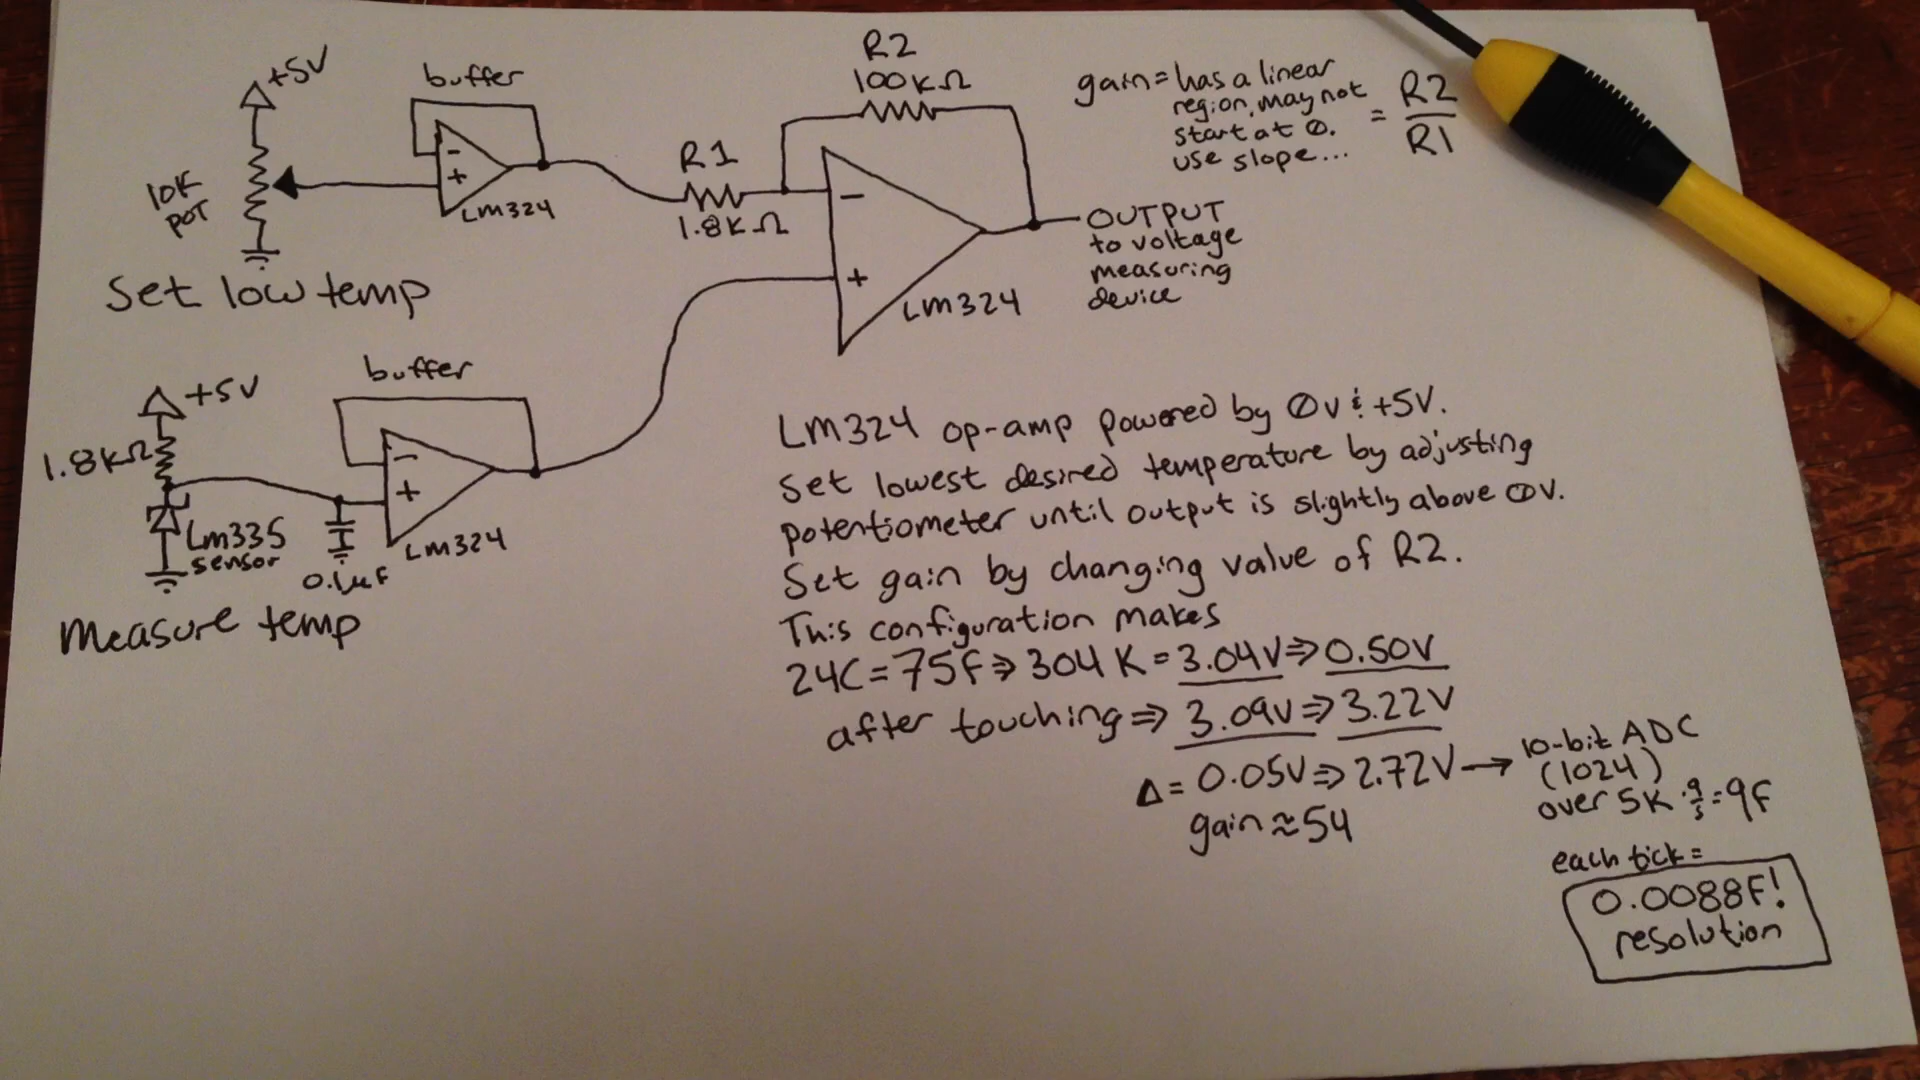 +5V
buffer
10K
POT
-
+
LM324
Set low temp
R1
1.8KΩ
R2
100KΩ
-
+
LM324
OUTPUT
to voltage
measuring
device
gain = has a linear
region, may not
start at 0.
use slope...
= R2
R1
+5V
buffer
1.8KΩ
-
+
LM335
sensor
0.1uF
LM324
Measure temp
LM324 op-amp powered by 0V & +5V.
Set lowest desired temperature by adjusting
potentiometer until output is slightly above 0V.
Set gain by changing value of R2.
This configuration makes
24C = 75F ⇒ 304K = 3.04V ⇒ 0.50V
after touching ⇒ 3.09V ⇒ 3.22V
Δ = 0.05V ⇒ 2.72V → 10-bit ADC
(1024)
over 5K · 9/5 = 9F
gain ≈ 54
each tick =
0.0088F!
resolution